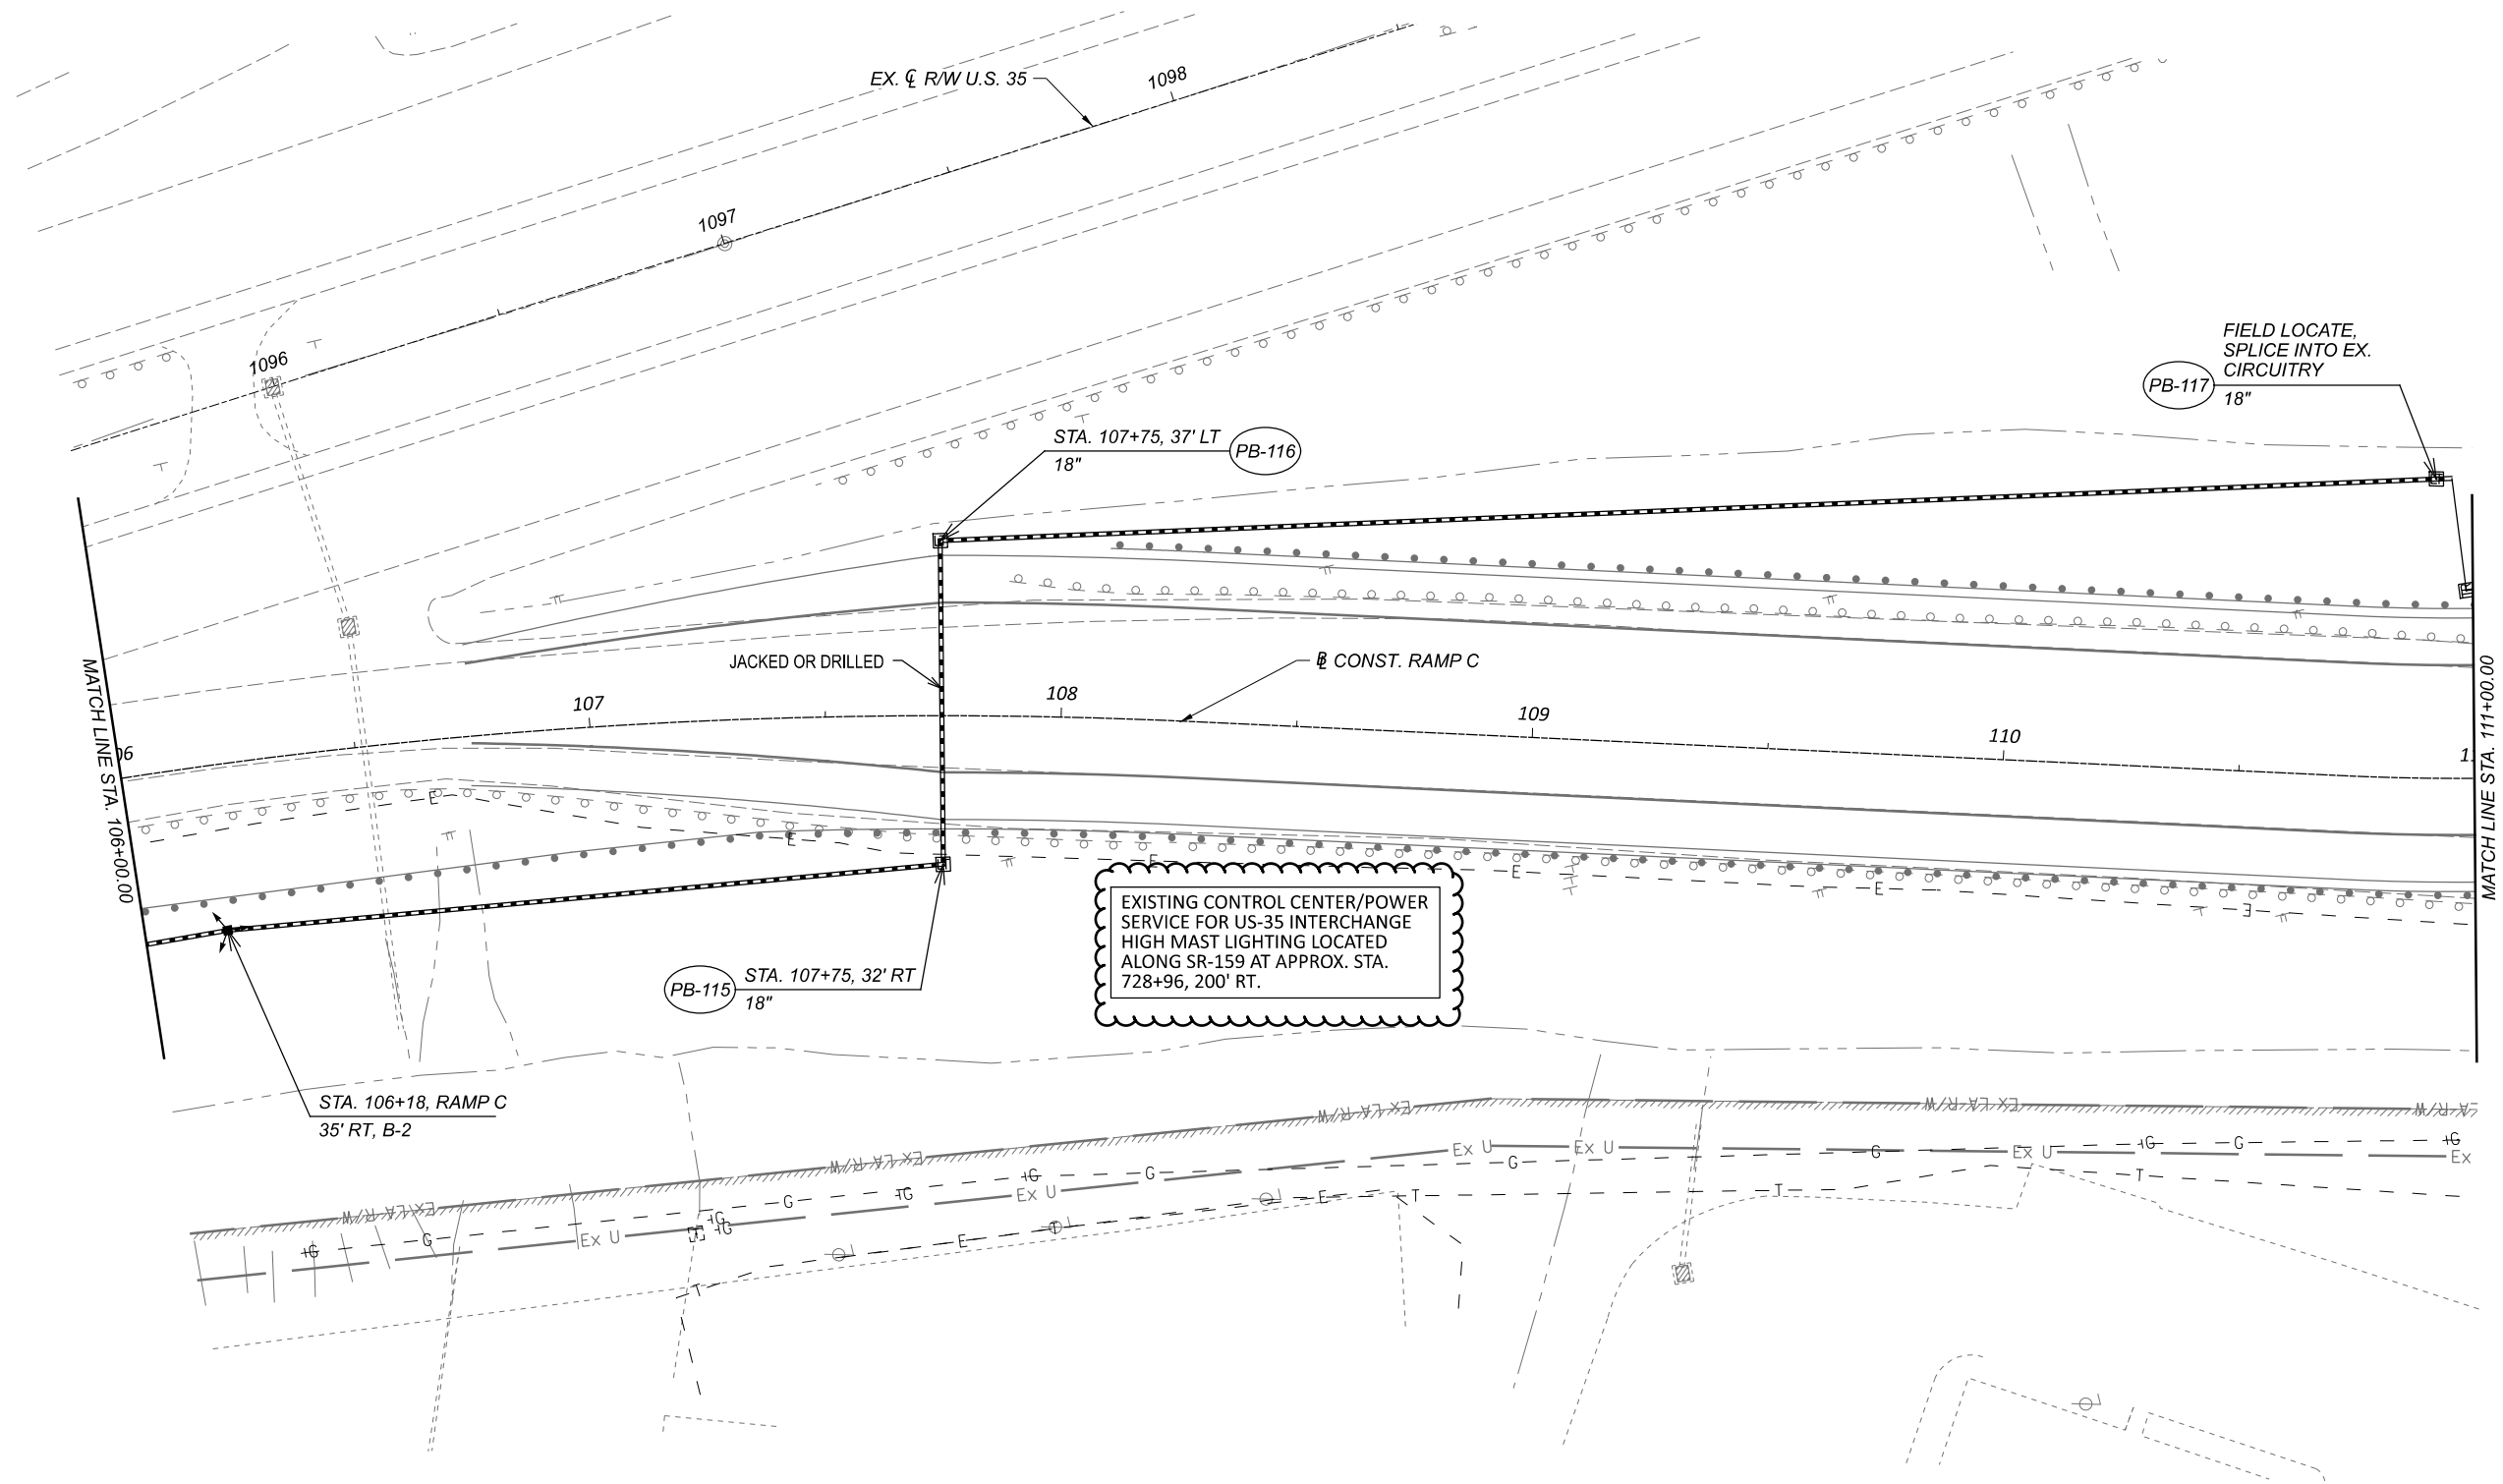 EX. ℄ R/W U.S. 35
1098
1097
1096
FIELD LOCATE,
SPLICE INTO EX.
CIRCUITRY
PB-117
18"
STA. 107+75, 37' LT
PB-116
18"
JACKED OR DRILLED
℄ CONST. RAMP C
MATCH LINE STA. 106+00.00
MATCH LINE STA. 111+00.00
107
108
109
110
06
E
E
E
E
E
E
EXISTING CONTROL CENTER/POWER
SERVICE FOR US-35 INTERCHANGE
HIGH MAST LIGHTING LOCATED
ALONG SR-159 AT APPROX. STA.
728+96, 200' RT.
PB-115
STA. 107+75, 32' RT
18"
STA. 106+18, RAMP C
35' RT, B-2
EX LA R/W
EX LA R/W
EX LA R/W
EX LA R/W
Ex U
Ex U
Ex U
Ex U
Ex U
Ex
G
G
G
G
G
G
G
G
G
G
G
G
G
E
E
T
T
T
T